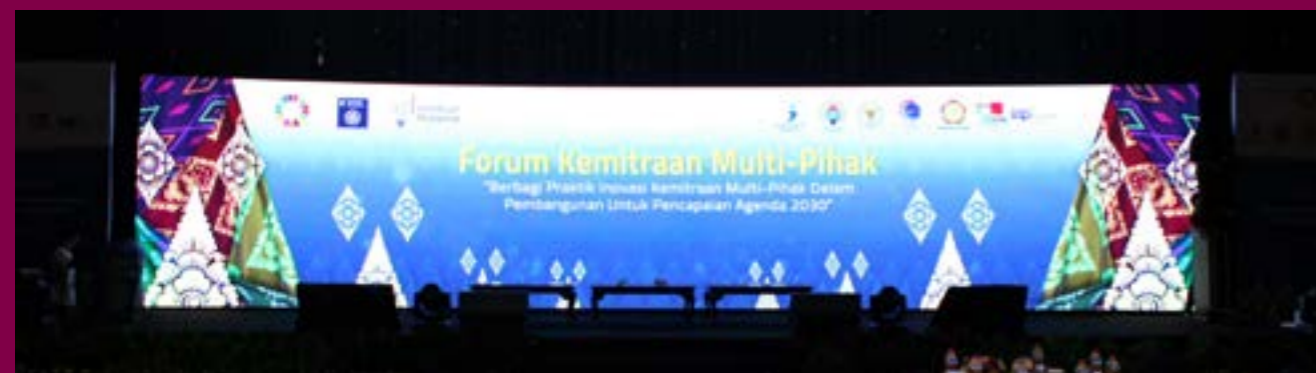 Forum Kemitraan Multi-Pihak
"Berbagi Praktik Inovasi Kemitraan Multi-Pihak Dalam
Pembangunan Untuk Pencapaian Agenda 2030"